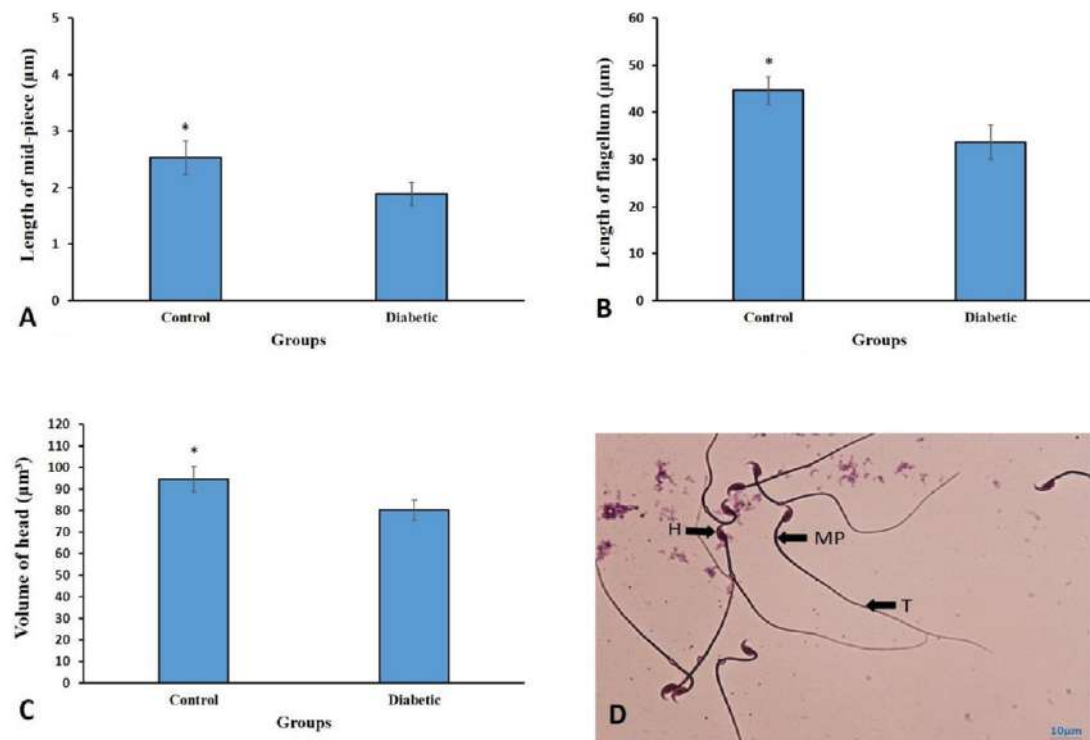 5
4
3
2
1
0
Length of mid-piece (µm)
*
Control
Diabetic
Groups
A
60
50
40
30
20
10
0
Length of flagellum (µm)
*
Control
Diabetic
Groups
B
120
110
100
90
80
70
60
50
40
30
20
10
0
Volume of head (µm³)
*
Control
Diabetic
Groups
C
H
MP
T
D
10µm